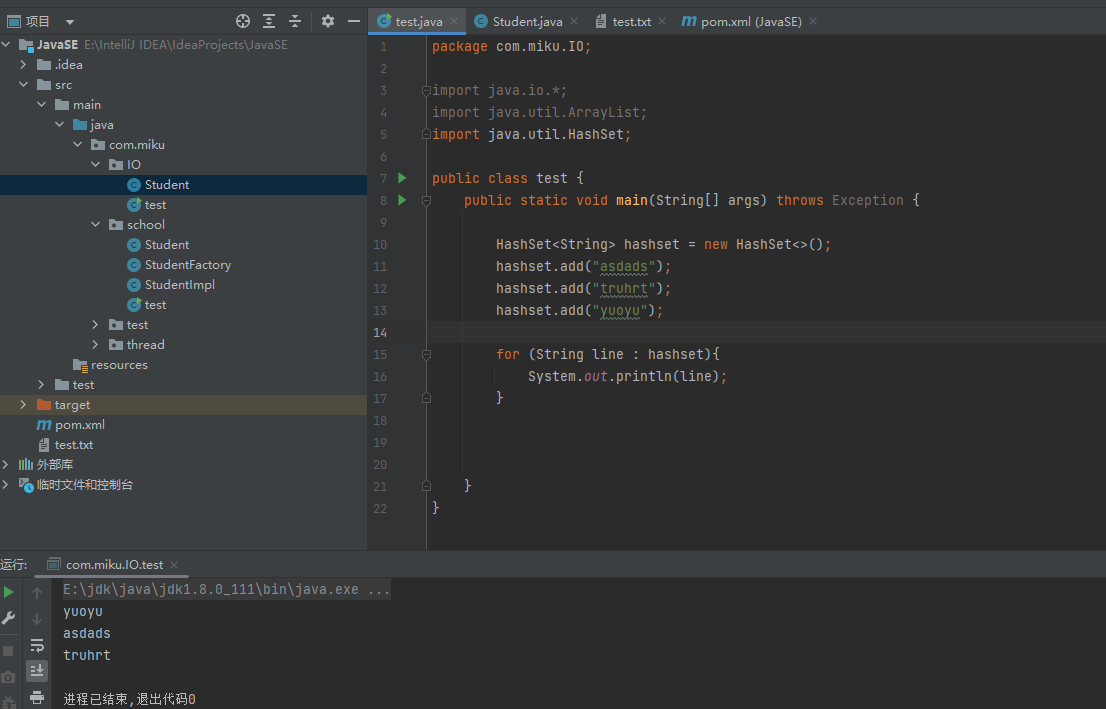 项目
JavaSE E:\IntelliJ IDEA\IdeaProjects\JavaSE
.idea
src
main
java
com.miku
IO
Student
test
school
Student
StudentFactory
StudentImpl
test
test
thread
resources
test
target
pom.xml
test.txt
外部库
临时文件和控制台
test.java Student.java test.txt pom.xml (JavaSE)
1 package com.miku.IO;
2
3 import java.io.*;
4 import java.util.ArrayList;
5 import java.util.HashSet;
6
7 public class test {
8 public static void main(String[] args) throws Exception {
9
10 HashSet<String> hashset = new HashSet<>();
11 hashset.add("asdads");
12 hashset.add("truhrt");
13 hashset.add("yuoyu");
14
15 for (String line : hashset){
16 System.out.println(line);
17 }
18
19
20
21 }
22 }
运行: com.miku.IO.test
E:\jdk\java\jdk1.8.0_111\bin\java.exe ...
yuoyu
asdads
truhrt
进程已结束,退出代码0